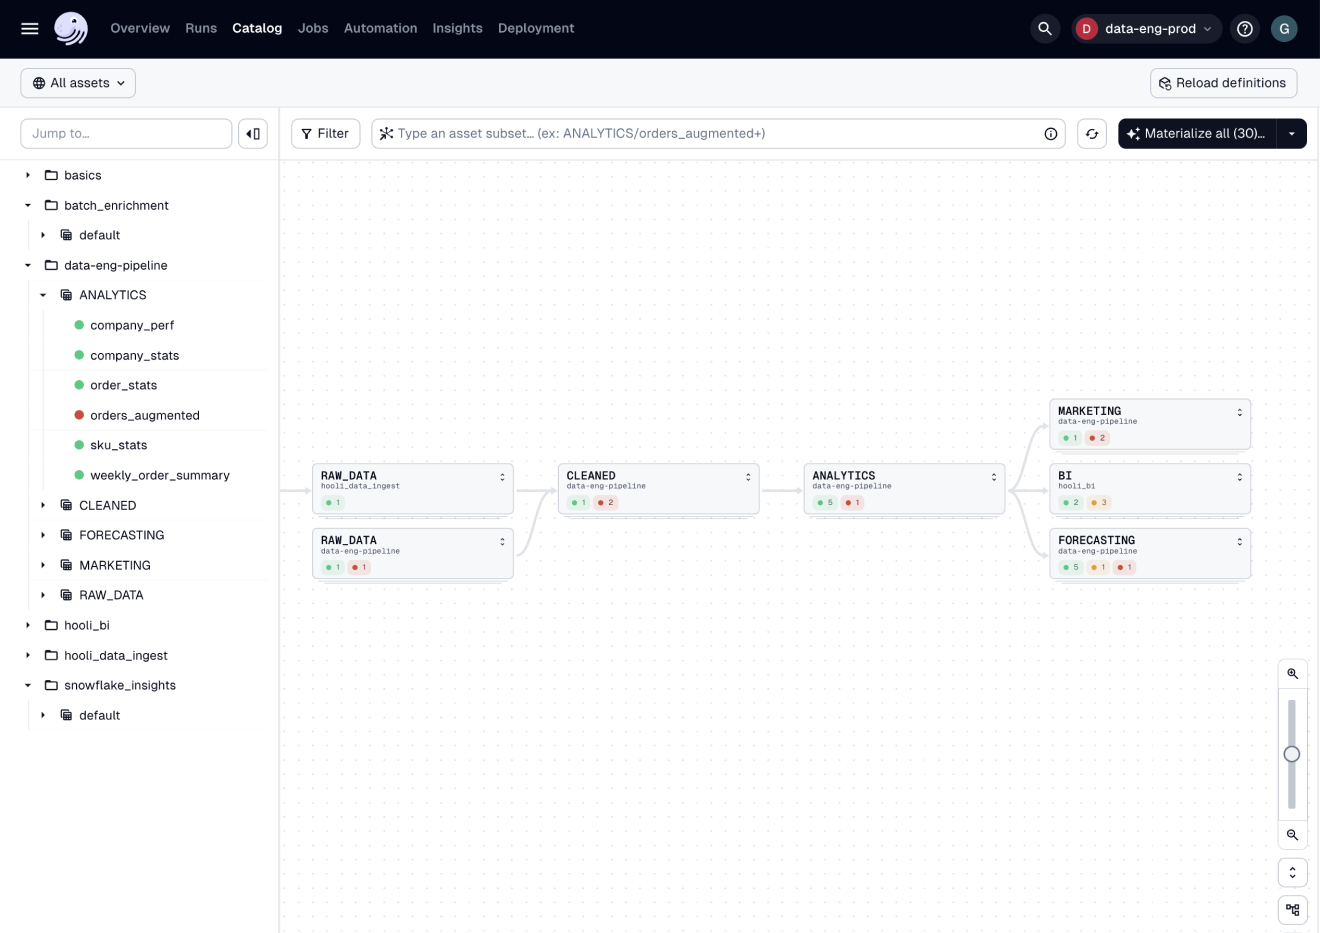 Overview Runs Catalog Jobs Automation Insights Deployment
D data-eng-prod
G
All assets
Reload definitions
Jump to…
Filter
Type an asset subset… (ex: ANALYTICS/orders_augmented+)
Materialize all (30)…
basics
batch_enrichment
default
data-eng-pipeline
ANALYTICS
company_perf
company_stats
order_stats
orders_augmented
sku_stats
weekly_order_summary
CLEANED
FORECASTING
MARKETING
RAW_DATA
hooli_bi
hooli_data_ingest
snowflake_insights
default
RAW_DATA
hooli_data_ingest
1
RAW_DATA
data-eng-pipeline
1 1
CLEANED
data-eng-pipeline
1 2
ANALYTICS
data-eng-pipeline
5 1
MARKETING
data-eng-pipeline
1 2
BI
hooli_bi
2 3
FORECASTING
data-eng-pipeline
5 1 1